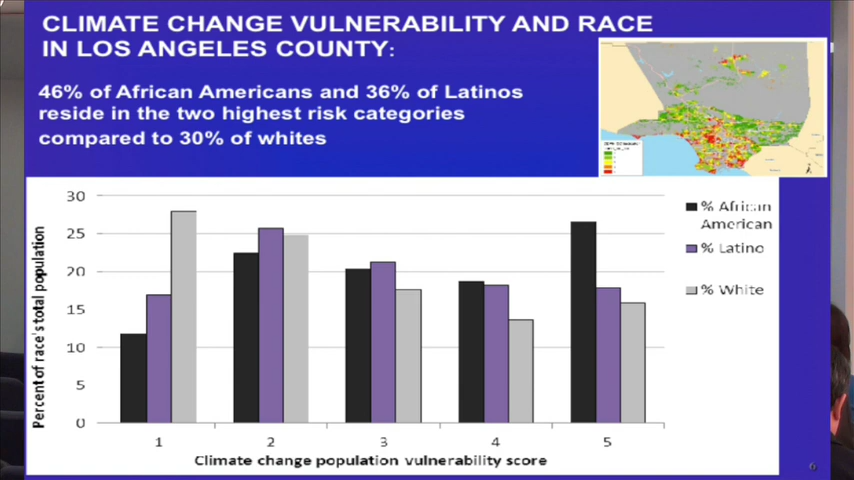 CLIMATE CHANGE VULNERABILITY AND RACE
IN LOS ANGELES COUNTY:
46% of African Americans and 36% of Latinos
reside in the two highest risk categories
compared to 30% of whites
30
25
20
15
10
5
0
Percent of race's total population
1
2
3
4
5
Climate change population vulnerability score
% African
American
% Latino
% White
6